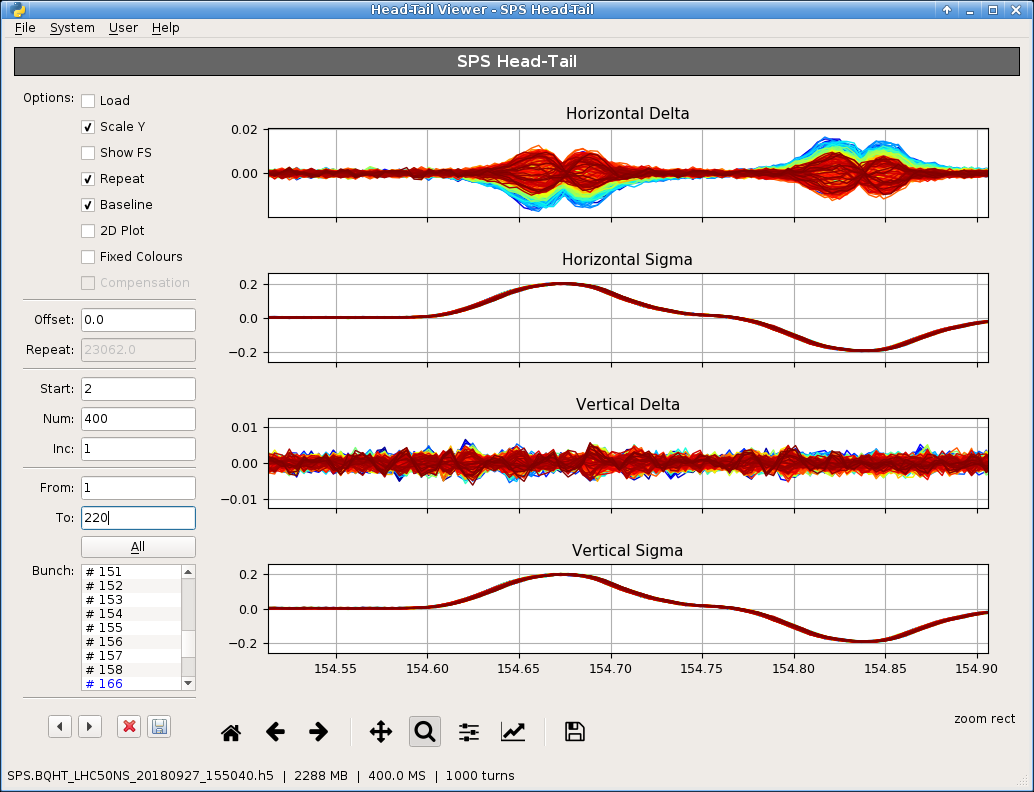 Head-Tail Viewer - SPS Head-Tail
File System User Help
SPS Head-Tail
Options:
Load
Scale Y
Show FS
Repeat
Baseline
2D Plot
Fixed Colours
Compensation
Offset: 0.0
Repeat: 23062.0
Start: 2
Num: 400
Inc: 1
From: 1
To: 220
All
Bunch:
# 151
# 152
# 153
# 154
# 155
# 156
# 157
# 158
# 166
Horizontal Delta
0.02
0.00
Horizontal Sigma
0.2
0.0
−0.2
Vertical Delta
0.01
0.00
−0.01
Vertical Sigma
0.2
0.0
−0.2
154.55 154.60 154.65 154.70 154.75 154.80 154.85 154.90
zoom rect
SPS.BQHT_LHC50NS_20180927_155040.h5 | 2288 MB | 400.0 MS | 1000 turns